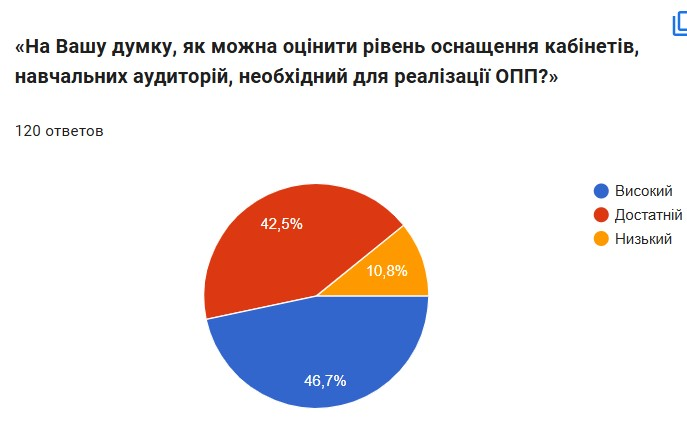 «На Вашу думку, як можна оцінити рівень оснащення кабінетів,
навчальних аудиторій, необхідний для реалізації ОПП?»
120 ответов
Високий
Достатній
Низький
42,5%
10,8%
46,7%